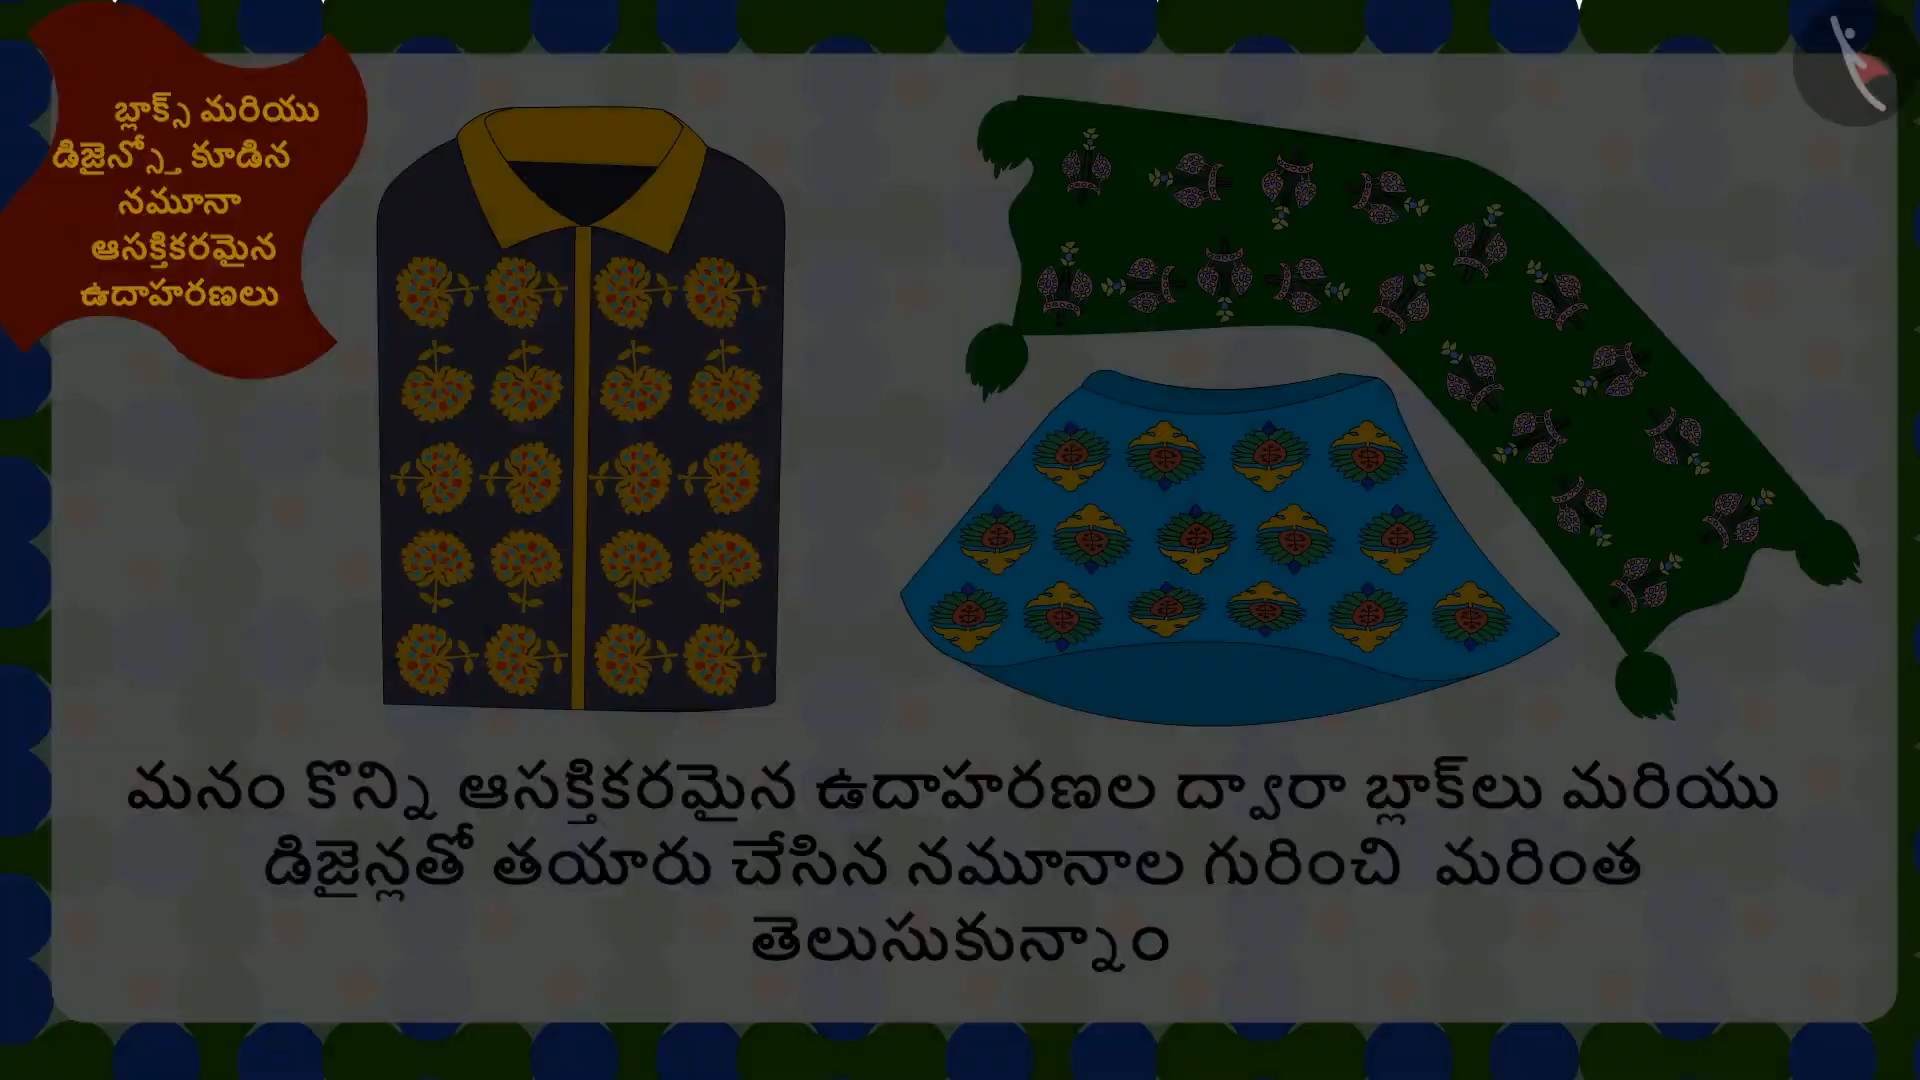 బ్లాక్స్ మరియు
డిజైన్స్తో కూడిన
నమూనా
ఆసక్తికరమైన
ఉదాహరణలు
మనం కొన్ని ఆసక్తికరమైన ఉదాహరణల ద్వారా బ్లాక్‌లు మరియు
డిజైన్లతో తయారు చేసిన నమూనాల గురించి మరింత
తెలుసుకున్నాం